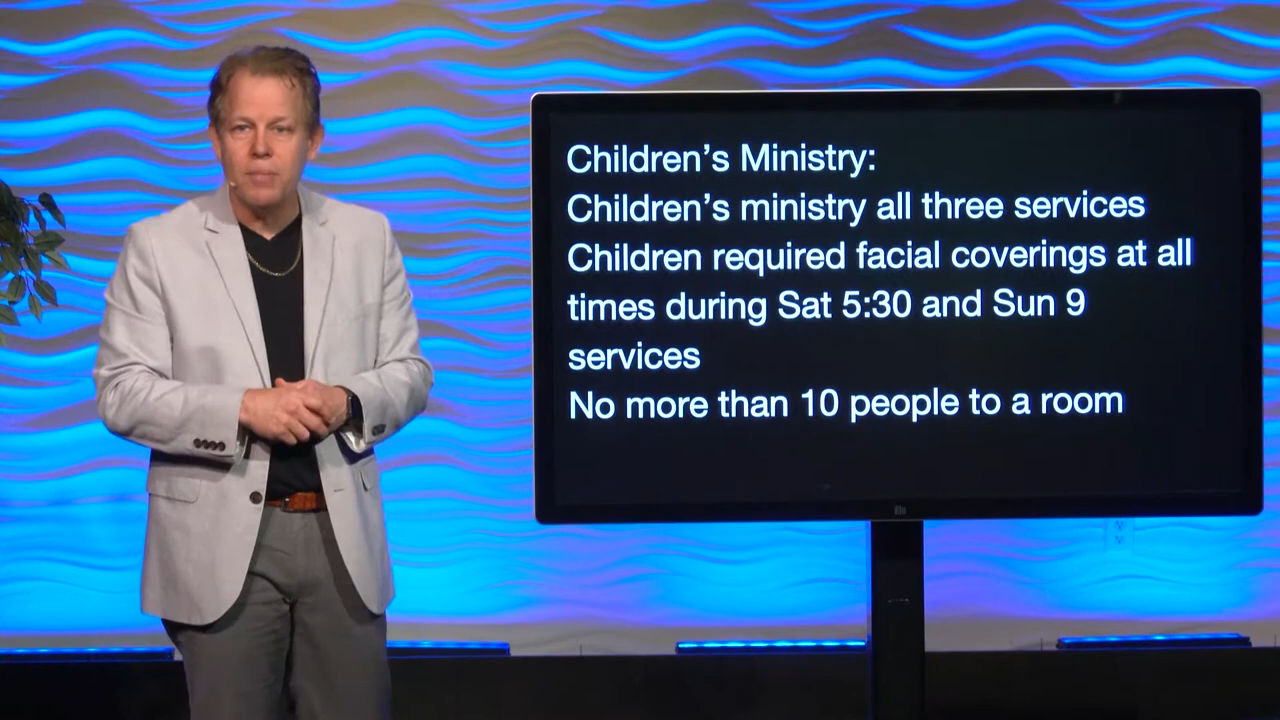 Children’s Ministry:
Children’s ministry all three services
Children required facial coverings at all
times during Sat 5:30 and Sun 9
services
No more than 10 people to a room